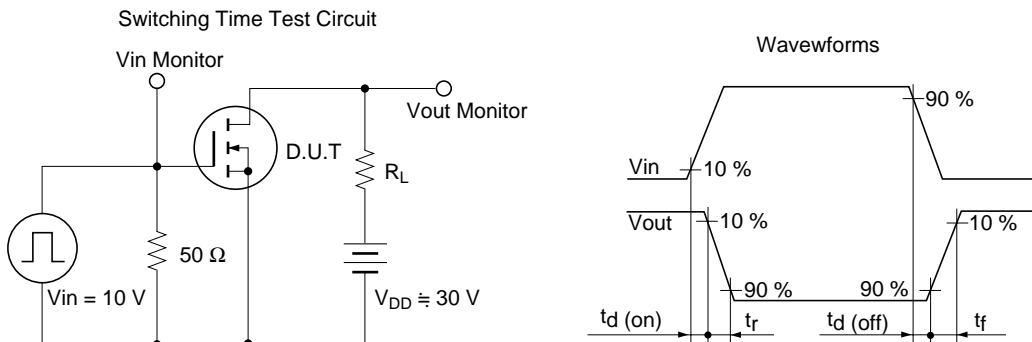 Switching Time Test Circuit
Vin Monitor
Vout Monitor
D.U.T
RL
50 Ω
Vin = 10 V
VDD ≒ 30 V
Wavewforms
90 %
Vin
10 %
Vout
10 %
10 %
90 %
90 %
td (on)
tr
td (off)
tf